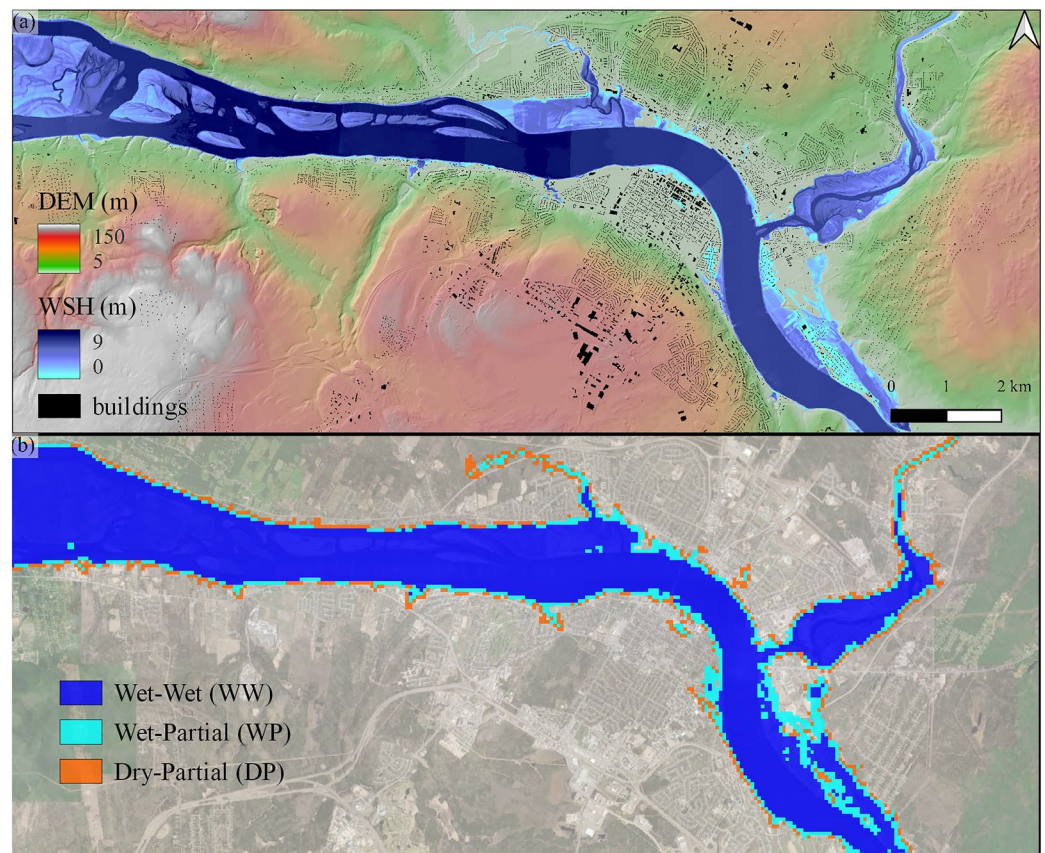 (a)
DEM (m)
150
5
WSH (m)
9
0
buildings
0 1 2 km
(b)
Wet-Wet (WW)
Wet-Partial (WP)
Dry-Partial (DP)